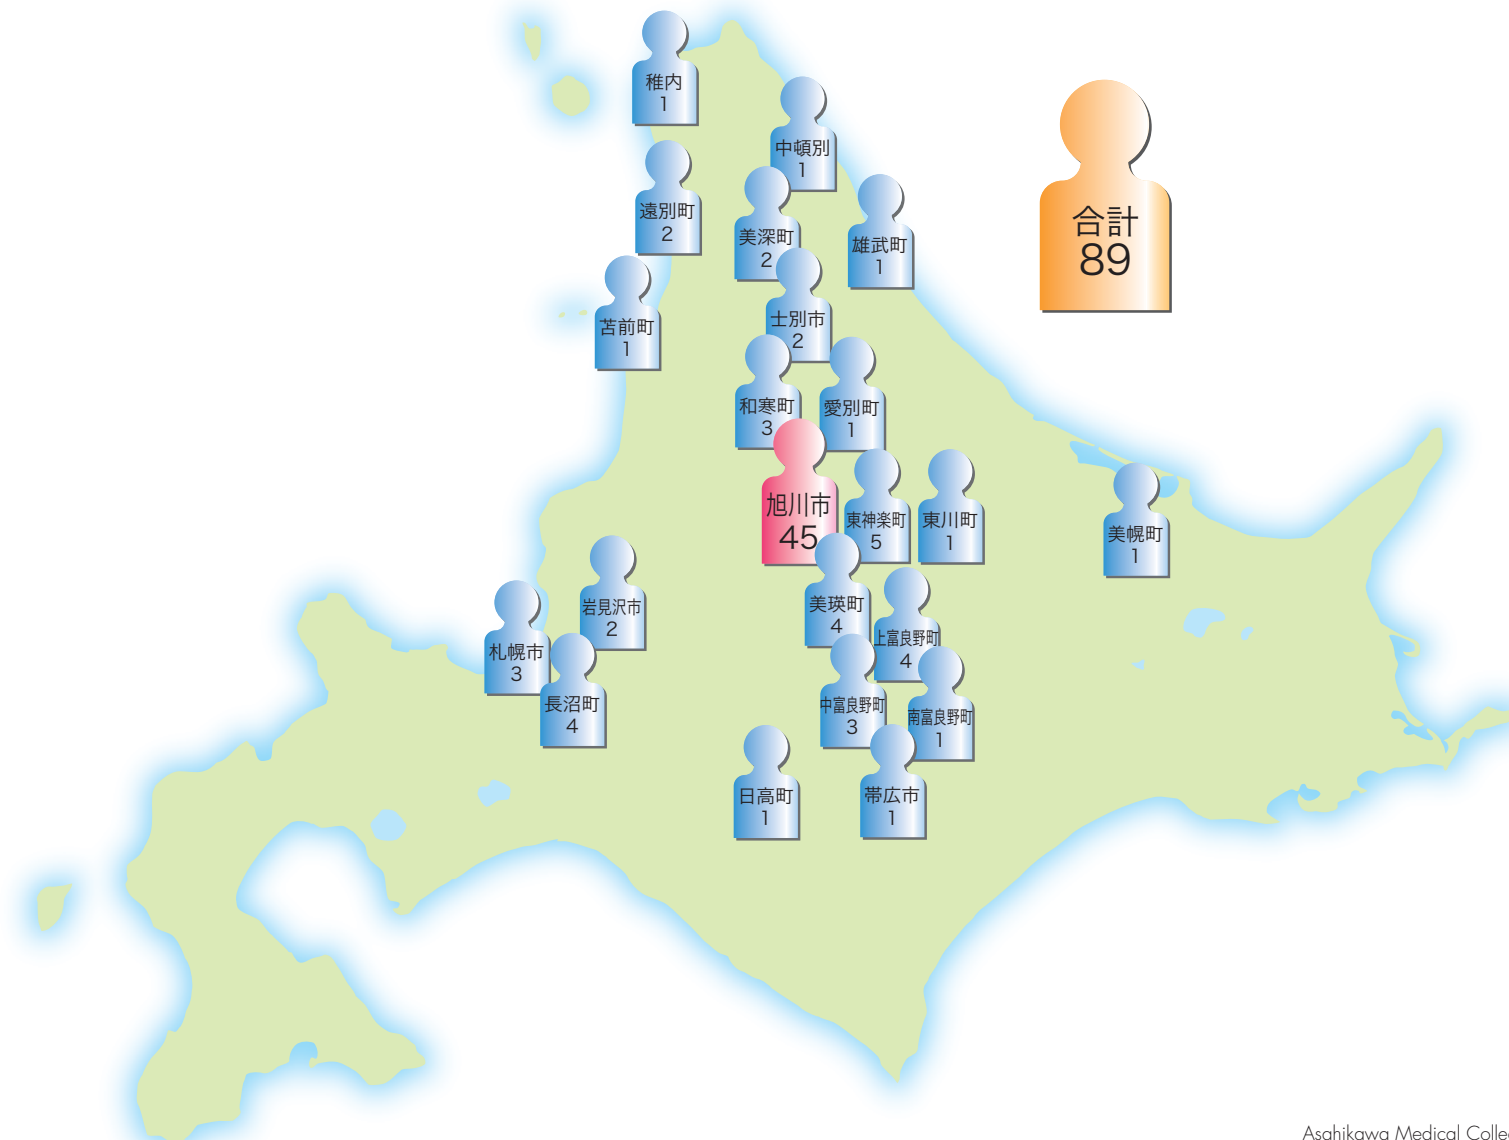 稚内
1
中頓別
1
遠別町
2
美深町
2
雄武町
1
合計
89
苫前町
1
士別市
2
和寒町
3
愛別町
1
旭川市
45
東神楽町
5
東川町
1
美幌町
1
岩見沢市
2
美瑛町
4
上富良野町
4
札幌市
3
長沼町
4
中富良野町
3
南富良野町
1
日高町
1
帯広市
1
Asahikawa Medical Colle